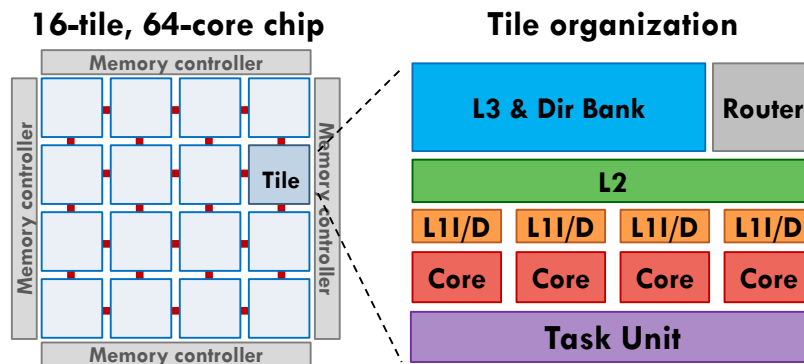 16-tile, 64-core chip
Memory controller
Memory controller
Tile
Memory controller
Memory controller
Tile organization
L3 & Dir Bank
Router
L2
L1I/D
L1I/D
L1I/D
L1I/D
Core
Core
Core
Core
Task Unit